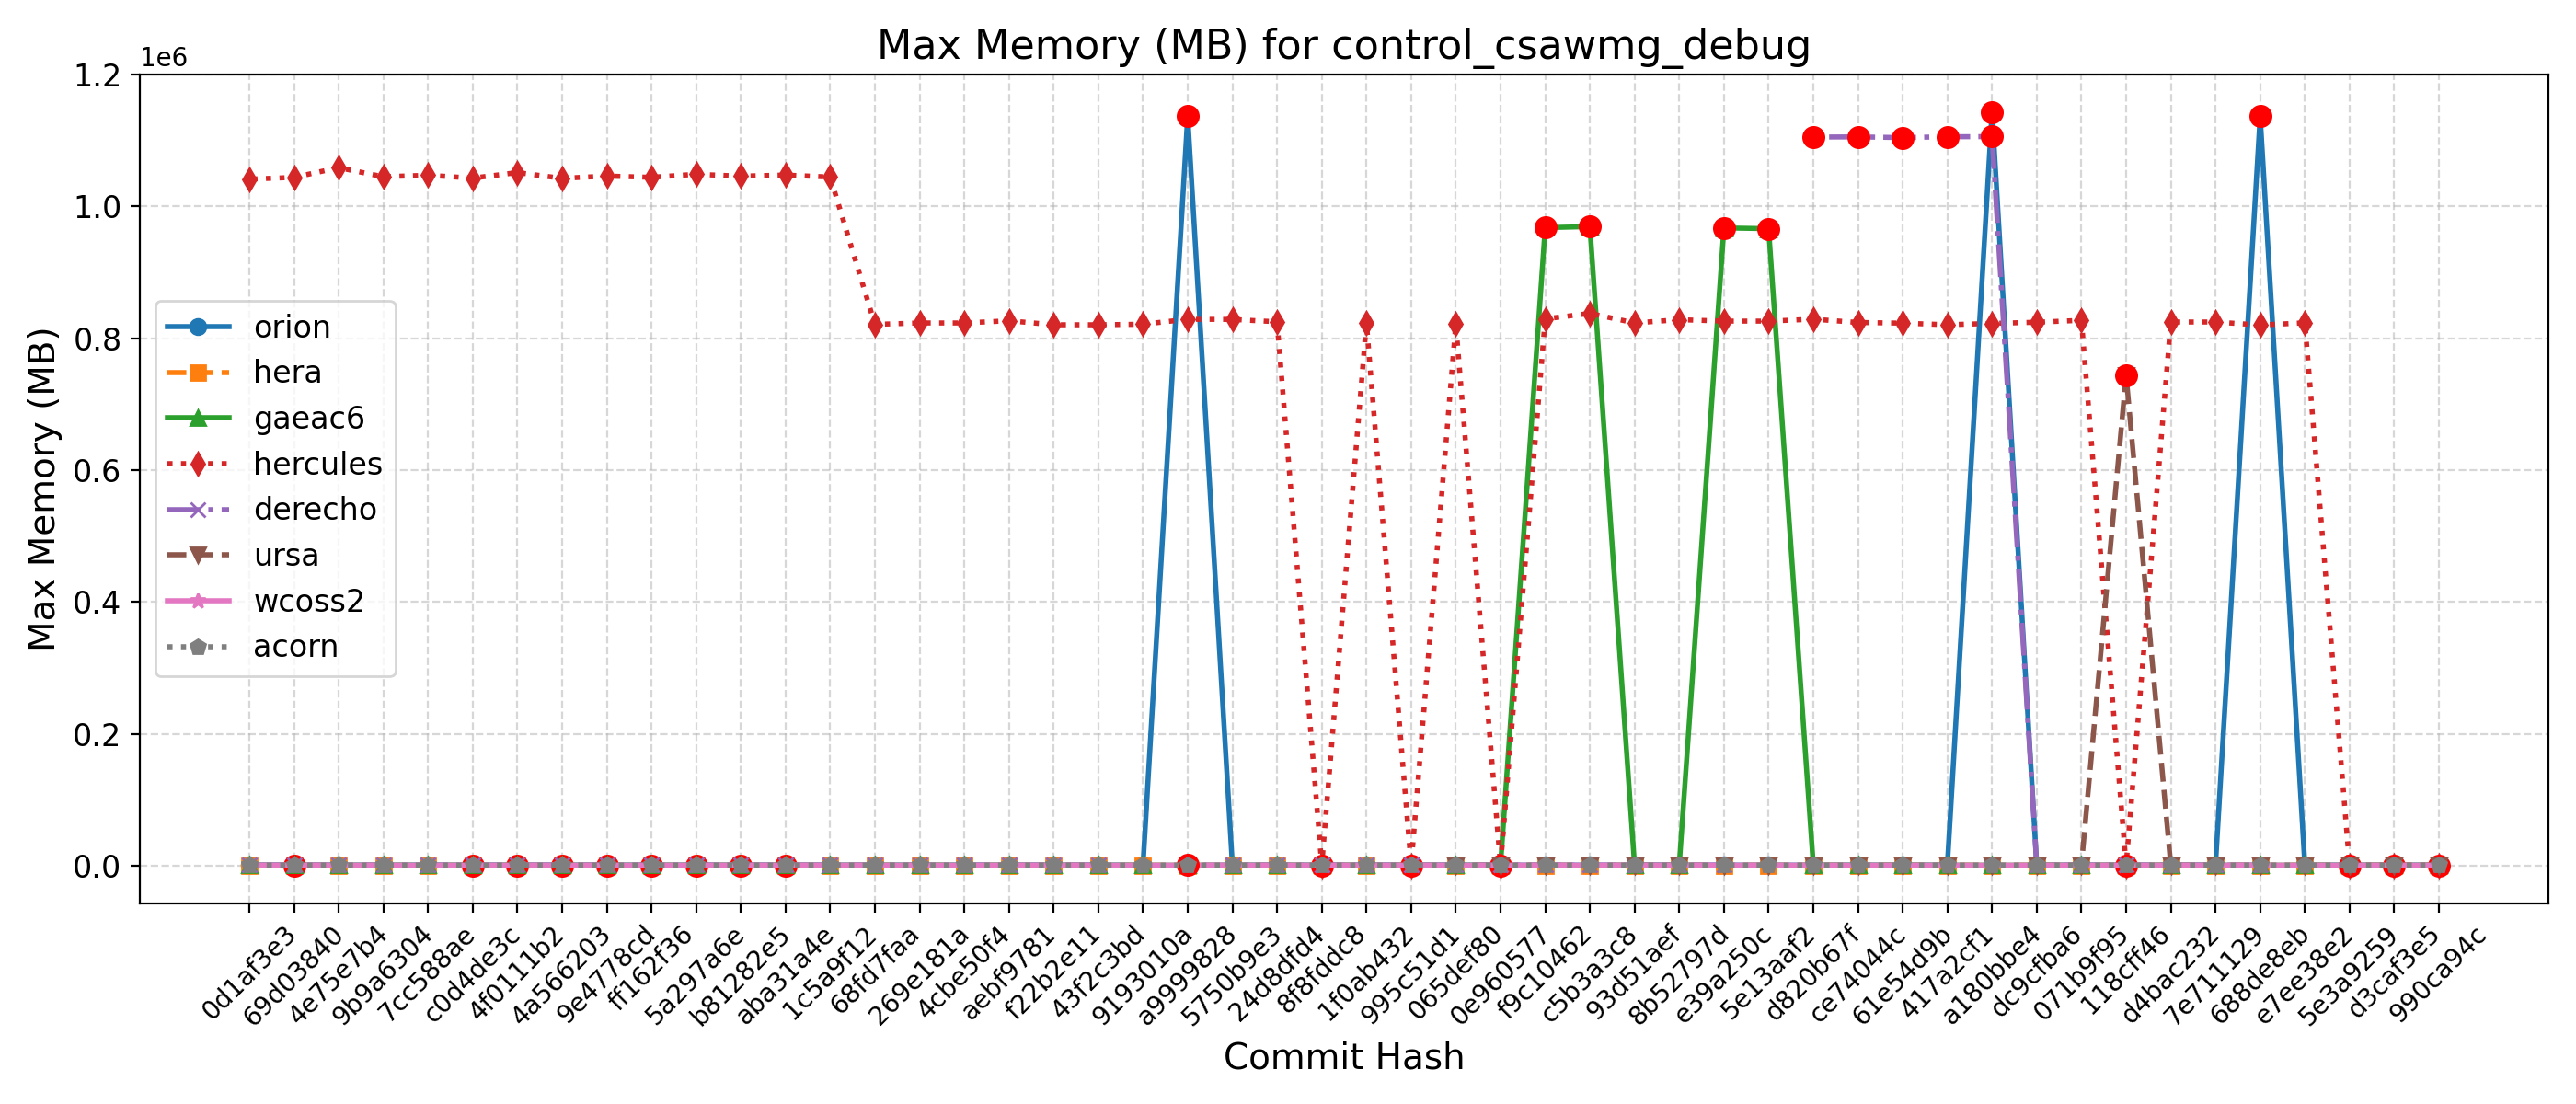 Max Memory (MB) for control_csawmg_debug
1e6
1.2
1.0
0.8
0.6
0.4
0.2
0.0
Max Memory (MB)
orion
hera
gaeac6
hercules
derecho
ursa
wcoss2
acorn
0d1af3e3
69d03840
4e75e7b4
9b9a6304
7cc588ae
c0d4de3c
4f0111b2
4a566203
9e4778cd
ff162f36
5a297a6e
b81282e5
aba31a4e
1c5a9f12
68fd7faa
269e181a
4cbe50f4
aebf9781
f22b2e11
43f2c3bd
9193010a
a9999828
5750b9e3
24d8dfd4
8f8fddc8
1f0ab432
995c51d1
065def80
0e960577
f9c10462
c5b3a3c8
93d51aef
8b52797d
e39a250c
5e13aaf2
d820b67f
ce74044c
61e54d9b
417a2cf1
a180bbe4
dc9cfba6
071b9f95
118cff46
d4bac232
7e711129
688de8eb
e7ee38e2
5e3a9259
d3caf3e5
990ca94c
Commit Hash